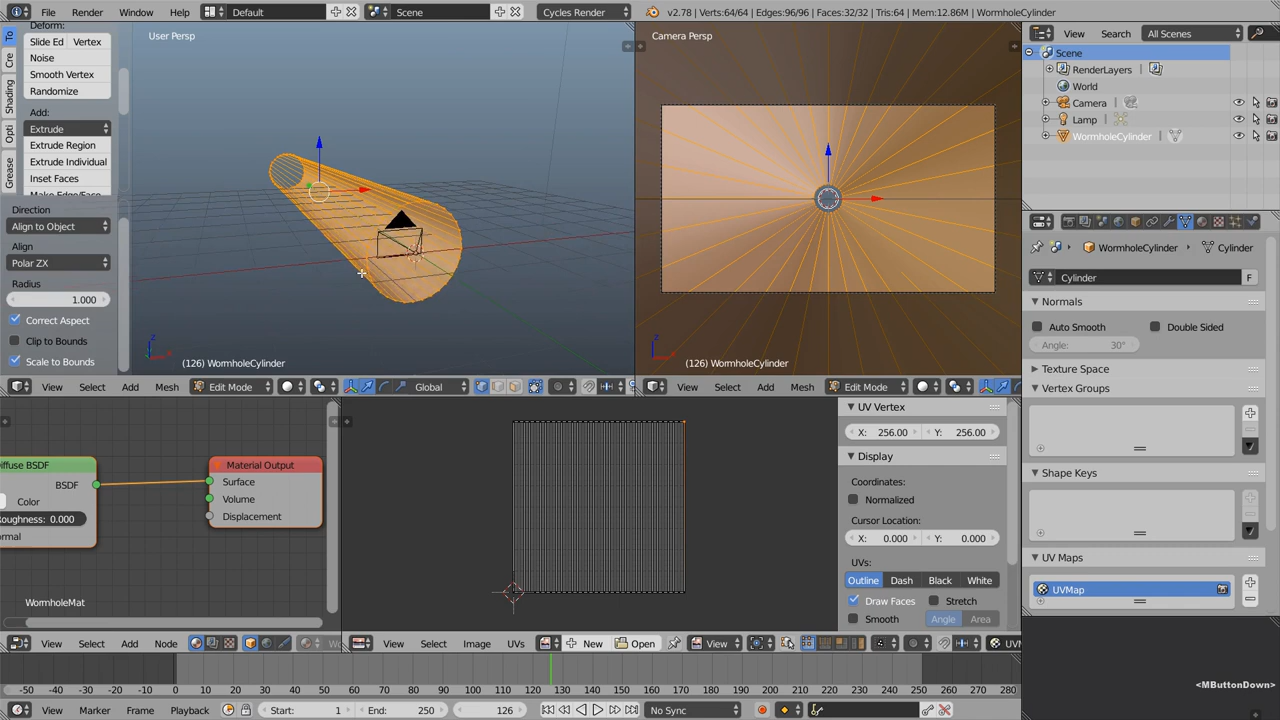 File Render Window Help Default Scene Cycles Render v2.78 | Verts:64/64 | Edges:96/96 | Faces:32/32 | Tris:64 | Mem:12.86M | WormholeCylinder
Deform:
Slide Ed Vertex
Noise
Smooth Vertex
Randomize
Add:
Extrude
Extrude Region
Extrude Individual
Inset Faces
Make Edge/Face
Direction
Align to Object
Align
Polar ZX
Radius
1.000
Correct Aspect
Clip to Bounds
Scale to Bounds
To
Cre
Shading
Opti
Grease
User Persp
(126) WormholeCylinder
View Select Add Mesh Edit Mode Global
Camera Persp
(126) WormholeCylinder
View Select Add Mesh Edit Mode
View Search All Scenes
Scene
RenderLayers
World
Camera
Lamp
WormholeCylinder
WormholeCylinder Cylinder
Cylinder F
Normals
Auto Smooth Double Sided
Angle: 30°
Texture Space
Vertex Groups
Shape Keys
UV Maps
UVMap
Diffuse BSDF
BSDF
Color
Roughness: 0.000
Normal
Material Output
Surface
Volume
Displacement
WormholeMat
View Select Add Node
UV Vertex
X: 256.00 Y: 256.00
Display
Coordinates:
Normalized
Cursor Location:
X: 0.000 Y: 0.000
UVs:
Outline Dash Black White
Draw Faces Stretch
Smooth Angle Area
View Select Image UVs New Open View
-50 -40 -30 -20 -10 0 10 20 30 40 50 60 70 80 90 100 110 120 130 140 150 160 170 180 190 200 210 220 230 240 250 260 270 280
View Marker Frame Playback Start: 1 End: 250 126 No Sync
<MButtonDown>